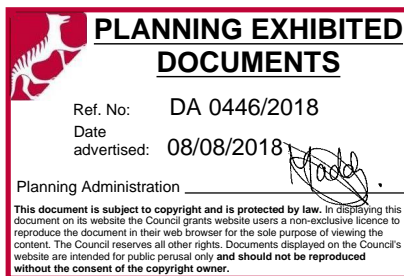 PLANNING EXHIBITED
DOCUMENTS
Ref. No: DA 0446/2018
Date
advertised: 08/08/2018
Planning Administration
This document is subject to copyright and is protected by law. In displaying this
document on its website the Council grants website users a non-exclusive licence to
reproduce the document in their web browser for the sole purpose of viewing the
content. The Council reserves all other rights. Documents displayed on the Council's
website are intended for public perusal only and should not be reproduced
without the consent of the copyright owner.